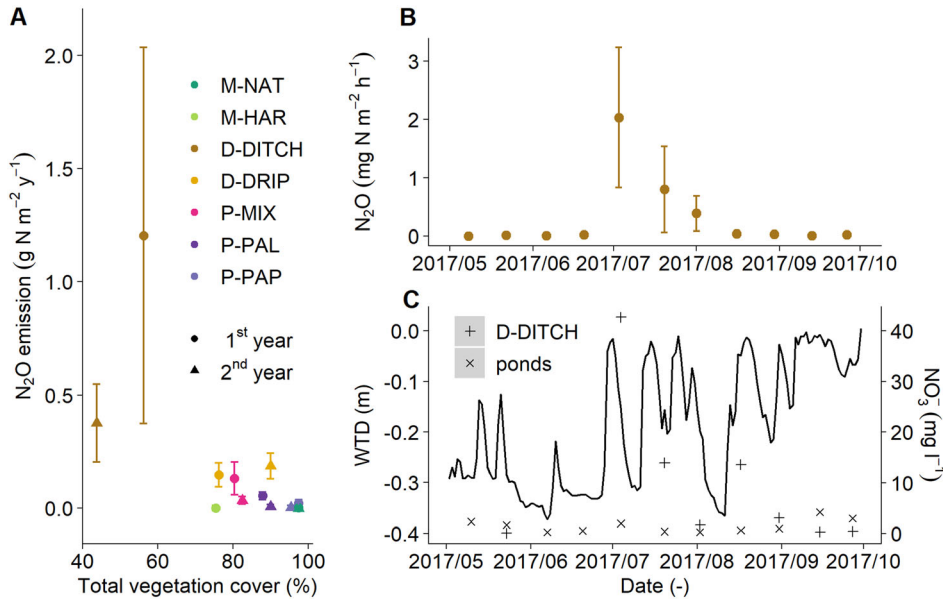 A
N₂O emission (g N m⁻² y⁻¹)
2.0
1.5
1.0
0.5
0.0
M-NAT
M-HAR
D-DITCH
D-DRIP
P-MIX
P-PAL
P-PAP
1ˢᵗ year
2ⁿᵈ year
40 60 80 100
Total vegetation cover (%)
B
N₂O (mg N m⁻² h⁻¹)
3
2
1
0
2017/05 2017/06 2017/07 2017/08 2017/09 2017/10
C
WTD (m)
0.0
-0.1
-0.2
-0.3
-0.4
D-DITCH
ponds
40
30
20
10
0
NO₃⁻ (mg l⁻¹)
2017/05 2017/06 2017/07 2017/08 2017/09 2017/10
Date (-)